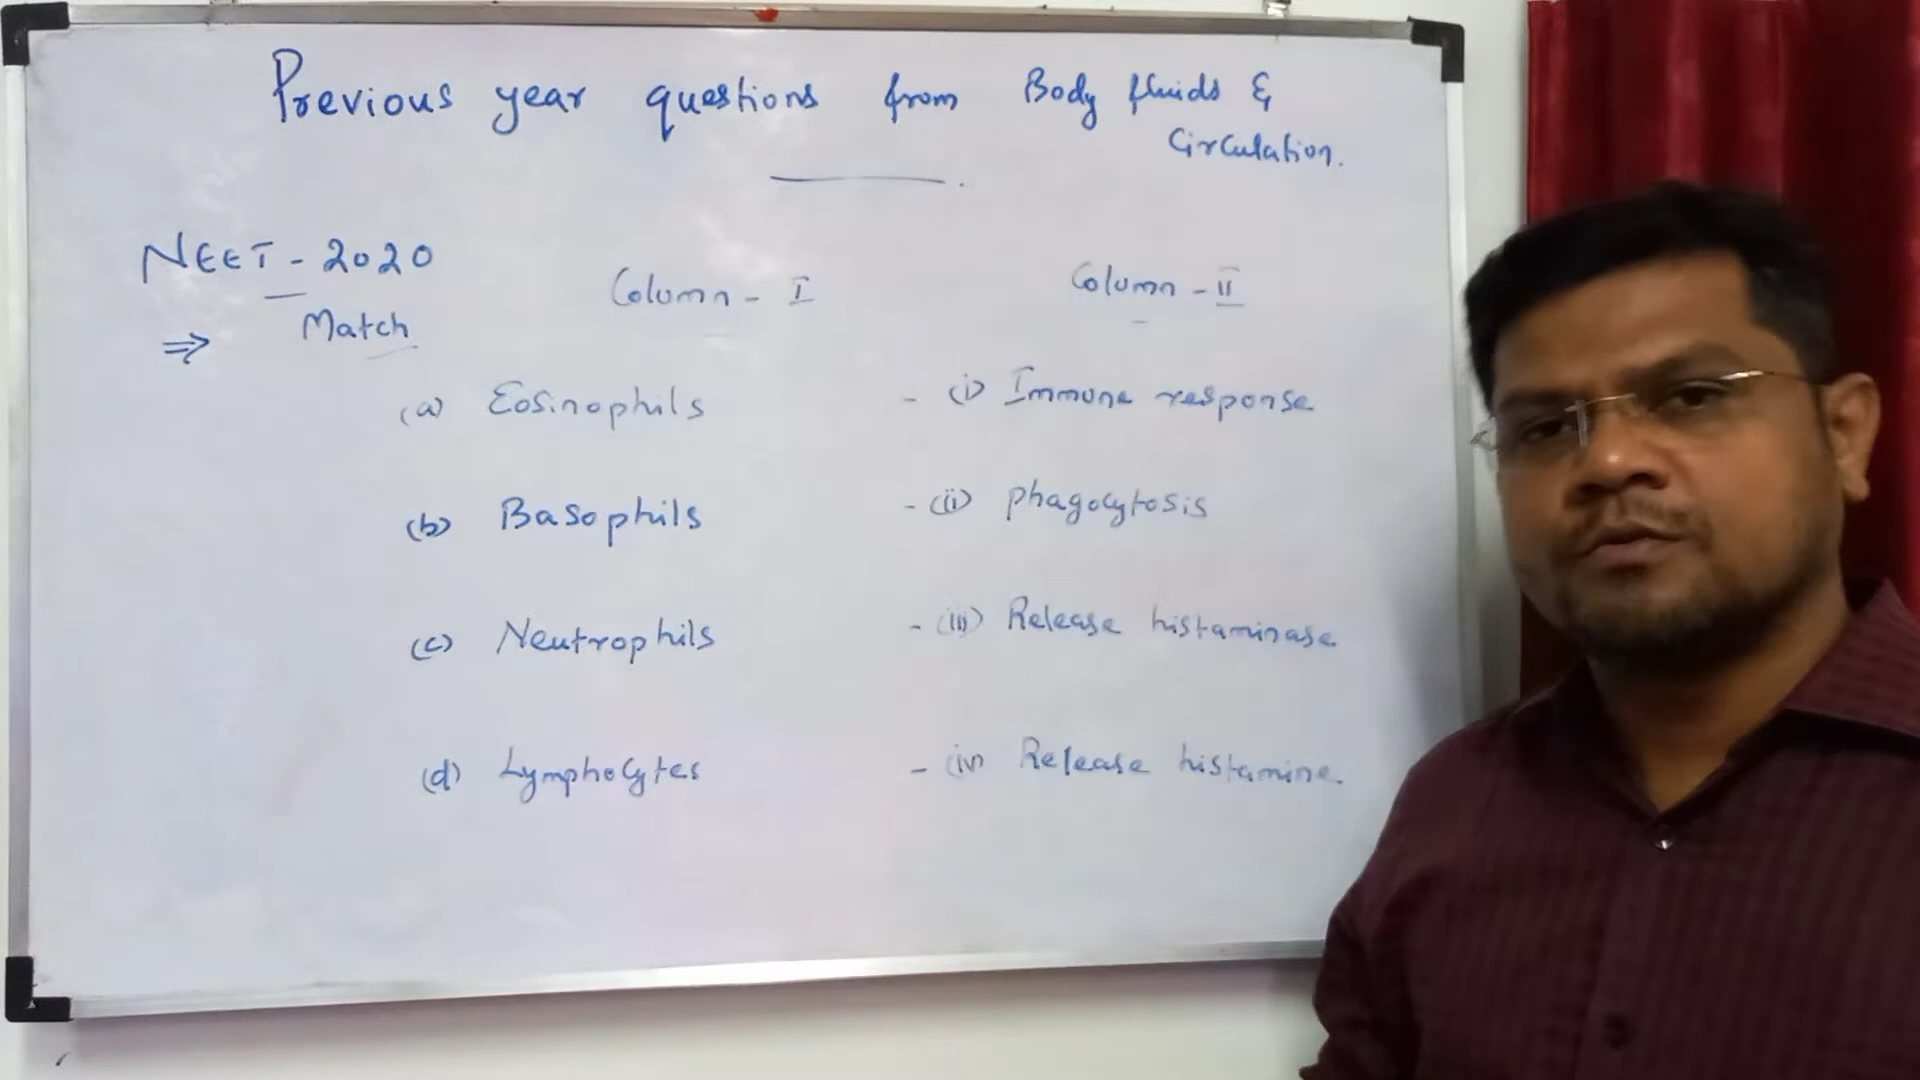 Previous year questions from Body fluids &
Circulation.
NEET - 2020
Match
Column - I
Column - II
(a) Eosinophils - (i) Immune response
(b) Basophils - (ii) phagocytosis
(c) Neutrophils - (iii) Release histaminase
(d) Lymphocytes - (iv) Release histamine.